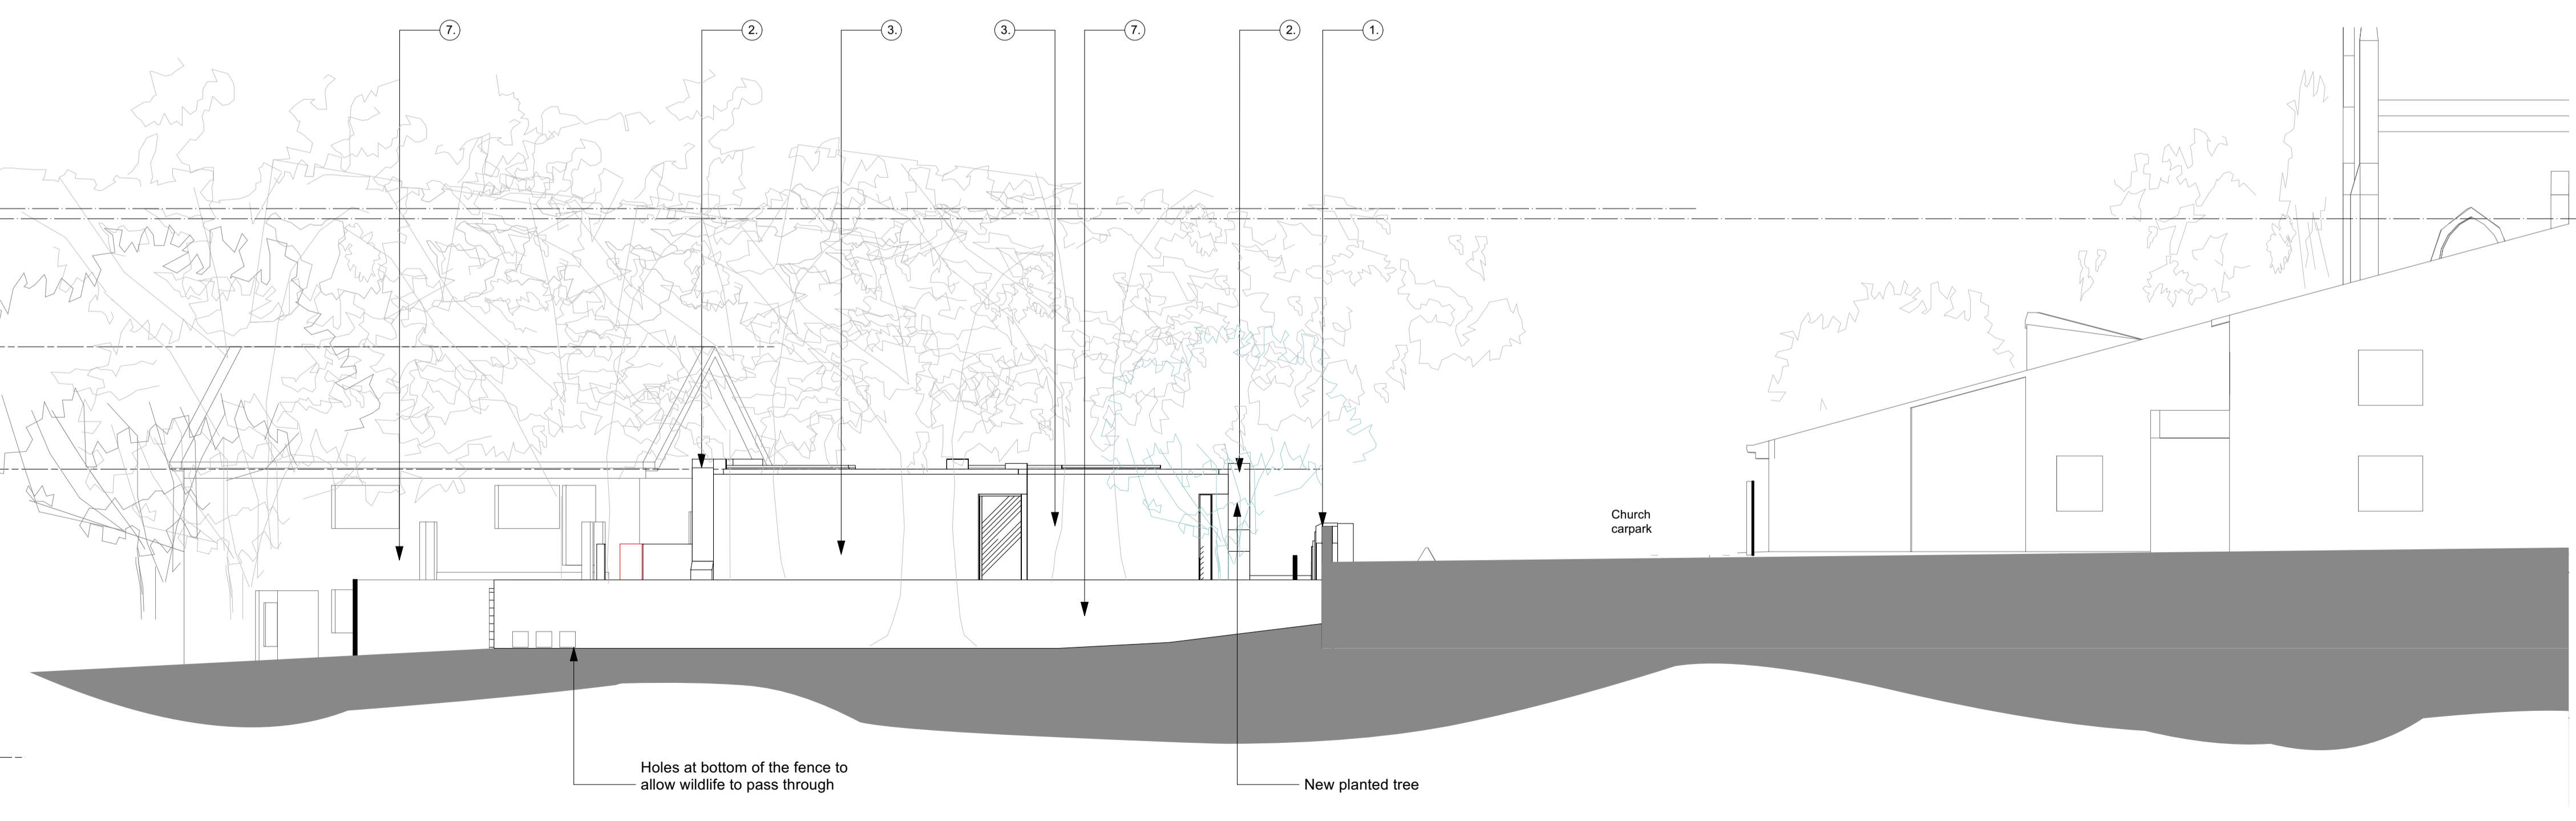 7.
2.
3.
3.
7.
2.
1.
Church
carpark
Holes at bottom of the fence to
allow wildlife to pass through
New planted tree